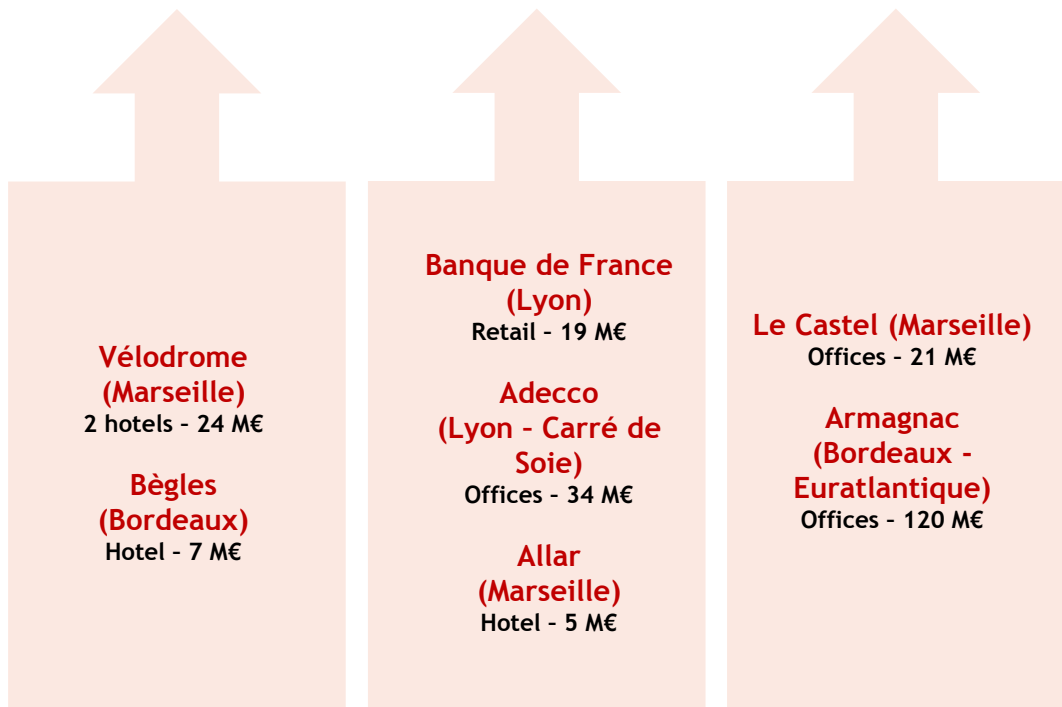 Vélodrome
(Marseille)
2 hotels – 24 M€
Bègles
(Bordeaux)
Hotel – 7 M€
Banque de France
(Lyon)
Retail – 19 M€
Adecco
(Lyon – Carré de
Soie)
Offices – 34 M€
Allar
(Marseille)
Hotel – 5 M€
Le Castel (Marseille)
Offices – 21 M€
Armagnac
(Bordeaux -
Euratlantique)
Offices – 120 M€